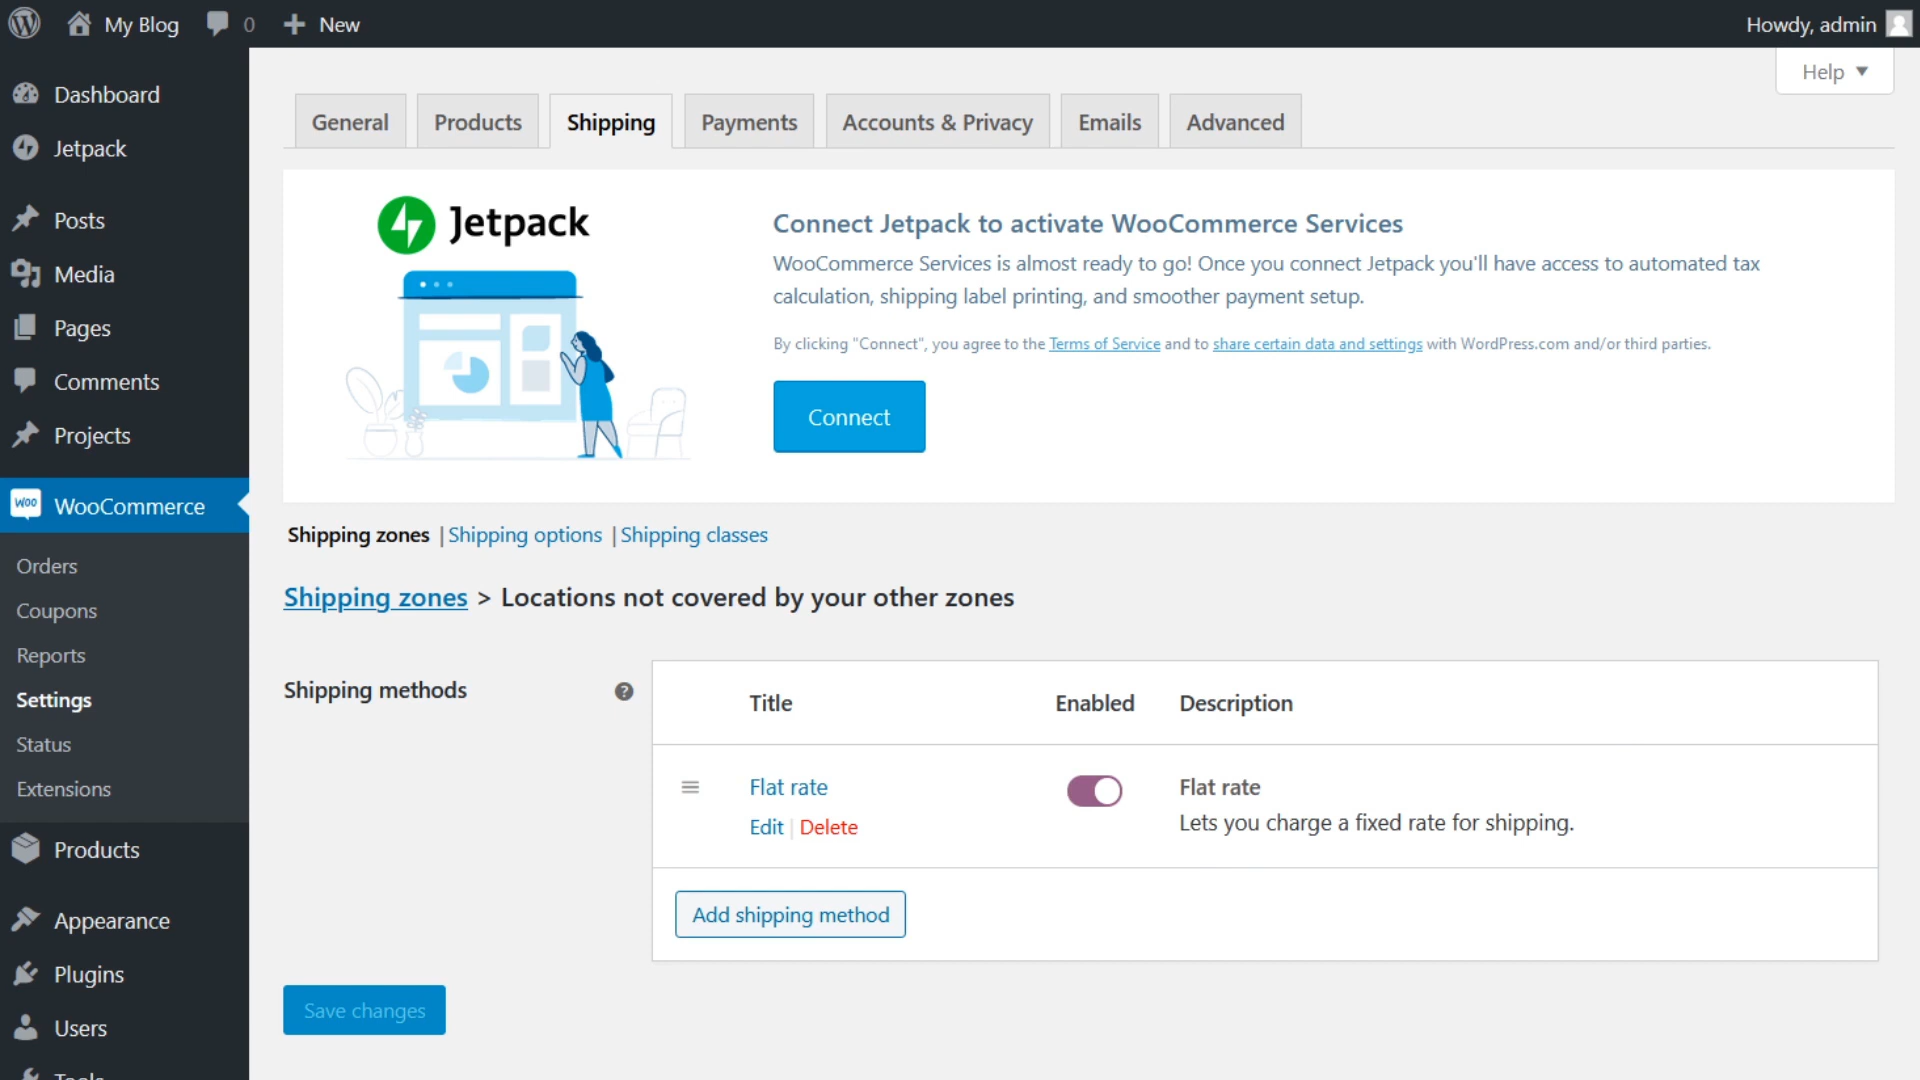 My Blog
0
New
Howdy, admin
Help
Dashboard
Jetpack
Posts
Media
Pages
Comments
Projects
WOO
WooCommerce
Orders
Coupons
Reports
Settings
Status
Extensions
Products
Appearance
Plugins
Users
Tools
General
Products
Shipping
Payments
Accounts & Privacy
Emails
Advanced
Jetpack
Connect Jetpack to activate WooCommerce Services
WooCommerce Services is almost ready to go! Once you connect Jetpack you'll have access to automated tax
calculation, shipping label printing, and smoother payment setup.
By clicking "Connect", you agree to the Terms of Service and to share certain data and settings with WordPress.com and/or third parties.
Connect
Shipping zones | Shipping options | Shipping classes
Shipping zones > Locations not covered by your other zones
Shipping methods
?
Title
Enabled
Description
Flat rate
Edit | Delete
Flat rate
Lets you charge a fixed rate for shipping.
Add shipping method
Save changes